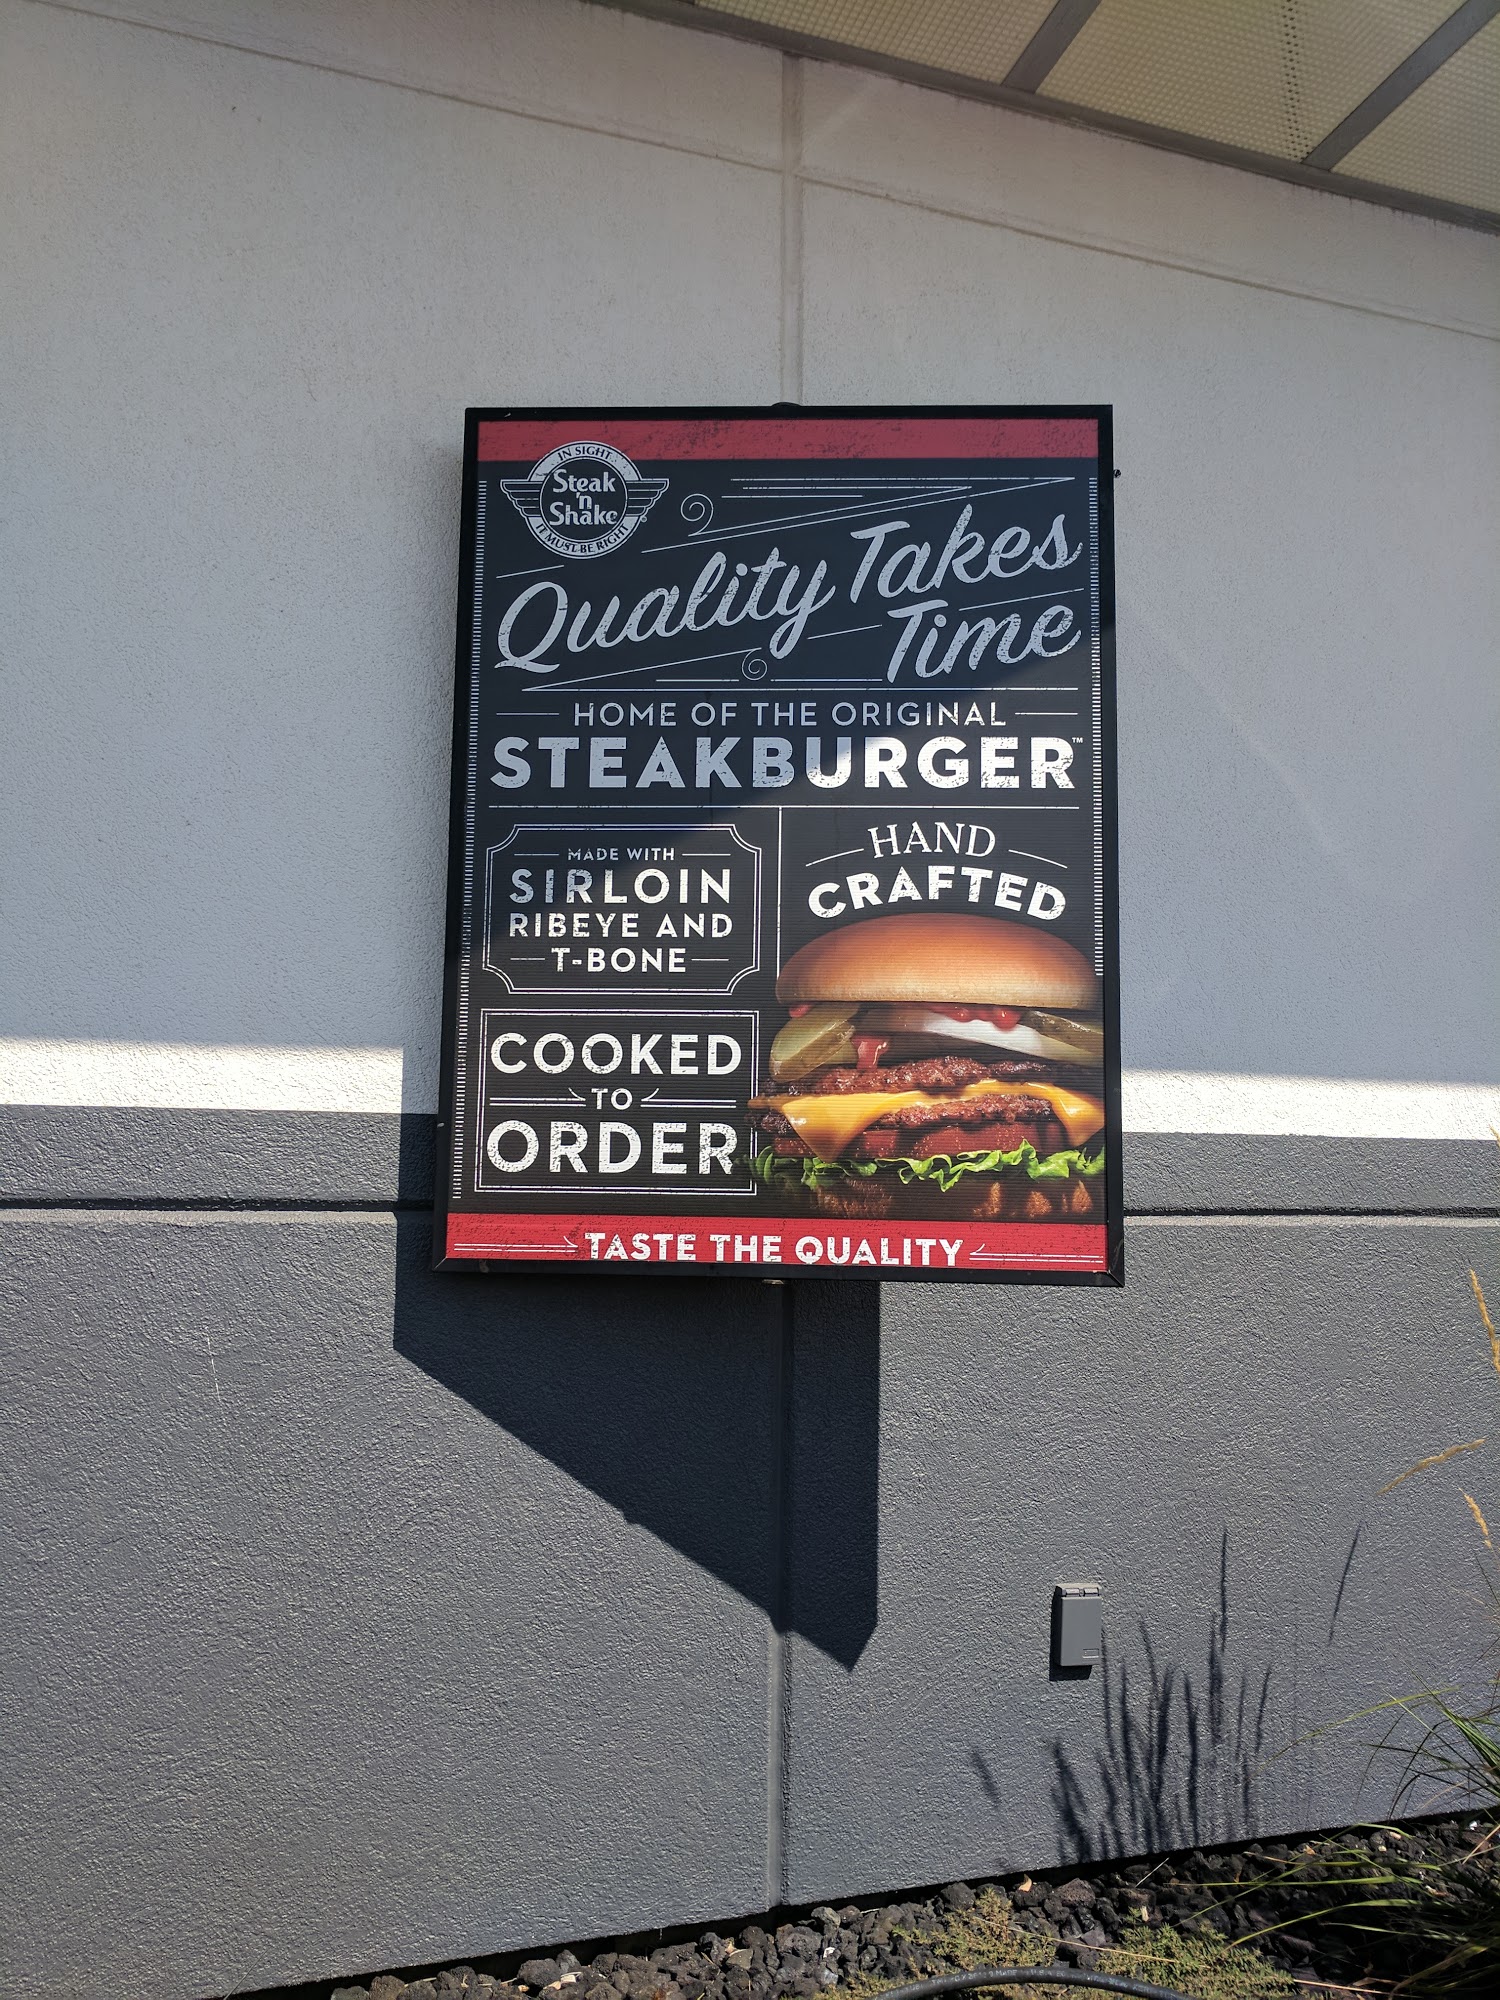 IN SIGHT
Steak
'n
Shake
IT MUST BE RIGHT
Quality Takes
Time
HOME OF THE ORIGINAL
STEAKBURGER™
MADE WITH
SIRLOIN
RIBEYE AND
T-BONE
HAND
CRAFTED
COOKED
TO
ORDER
TASTE THE QUALITY